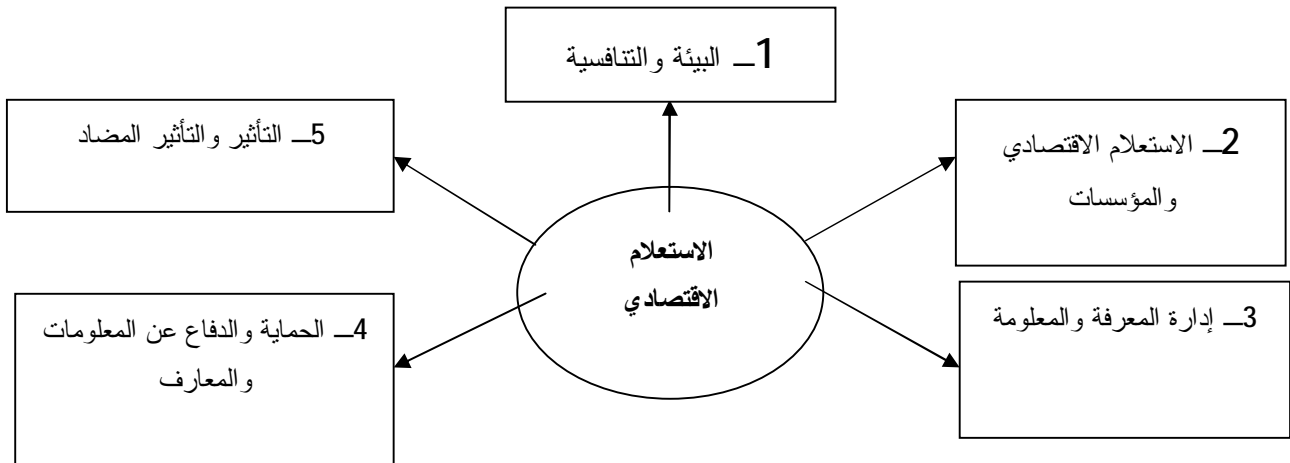 1ــ البيئة والتنافسية
2ــ الاستعلام الاقتصادي
والمؤسسات
3ــ إدارة المعرفة والمعلومة
4ــ الحماية والدفاع عن المعلومات
والمعارف
5ــ التأثير والتأثير المضاد
الاستعلام
الاقتصادي